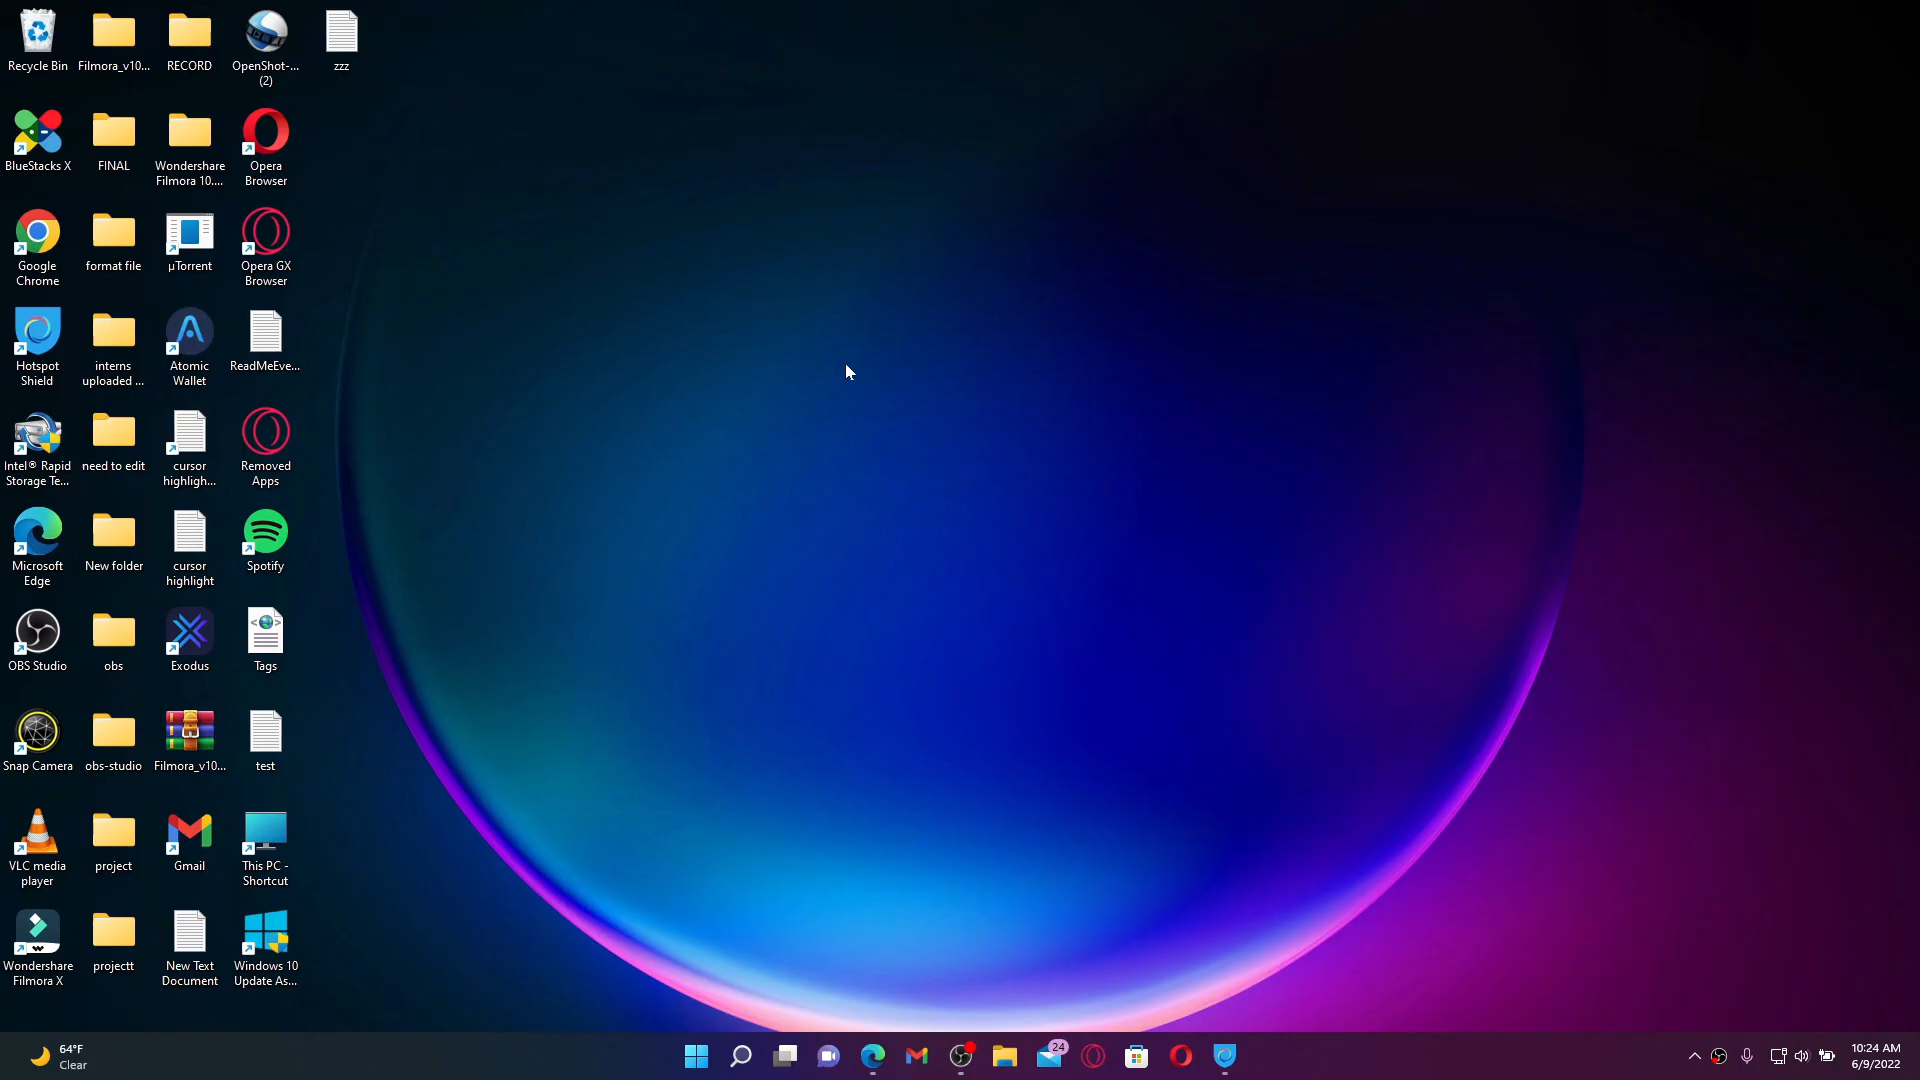 Recycle Bin
Filmora_v10...
RECORD
OpenShot-...
(2)
zzz
BlueStacks X
FINAL
Wondershare
Filmora 10....
Opera
Browser
Google
Chrome
format file
µTorrent
Opera GX
Browser
Hotspot
Shield
interns
uploaded ...
Atomic
Wallet
ReadMeEve...
Intel® Rapid
Storage Te...
need to edit
cursor
highligh...
Removed
Apps
Microsoft
Edge
New folder
cursor
highlight
Spotify
OBS Studio
obs
Exodus
Tags
Snap Camera
obs-studio
Filmora_v10...
test
VLC media
player
project
Gmail
This PC -
Shortcut
Wondershare
Filmora X
projectt
New Text
Document
Windows 10
Update As...
64°F
Clear
24
10:24 AM
6/9/2022